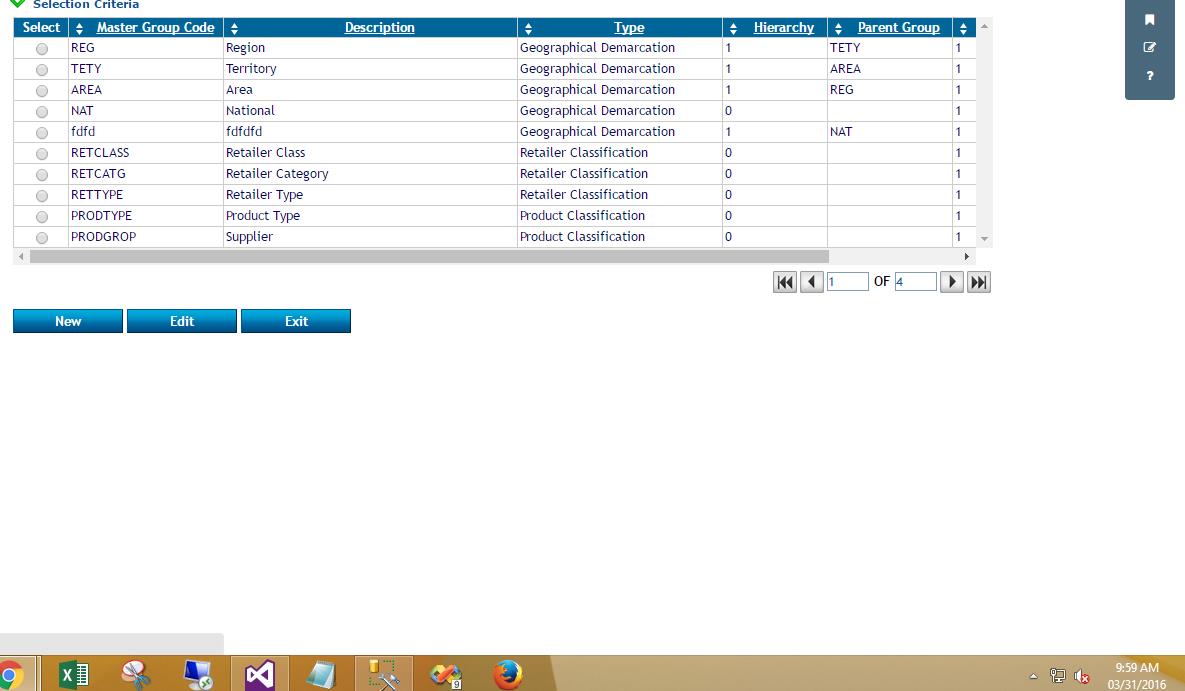 Selection Criteria
Select Master Group Code Description Type Hierarchy Parent Group
REG Region Geographical Demarcation 1 TETY 1
TETY Territory Geographical Demarcation 1 AREA 1
AREA Area Geographical Demarcation 1 REG 1
NAT National Geographical Demarcation 0 1
fdfd fdfdfd Geographical Demarcation 1 NAT 1
RETCLASS Retailer Class Retailer Classification 0 1
RETCATG Retailer Category Retailer Classification 0 1
RETTYPE Retailer Type Retailer Classification 0 1
PRODTYPE Product Type Product Classification 0 1
PRODGROP Supplier Product Classification 0 1
1 OF 4
New Edit Exit
?
9
9:59 AM
03/31/2016